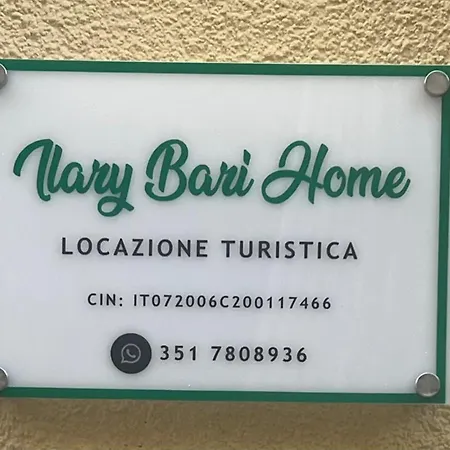 Ilary Bari Home
LOCAZIONE TURISTICA
CIN: IT072006C200117466
351 7808936